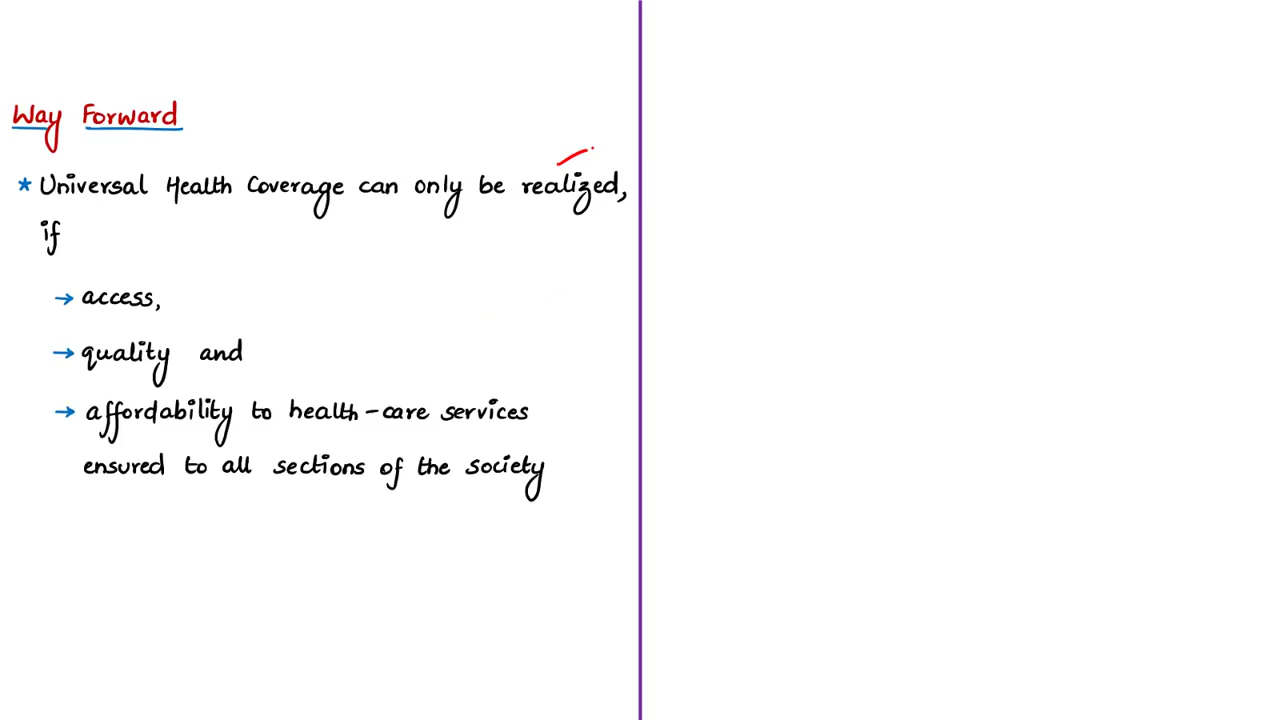 Way Forward
* Universal Health Coverage can only be realized,
if
→ access,
→ quality and
→ affordability to health-care services
ensured to all sections of the society